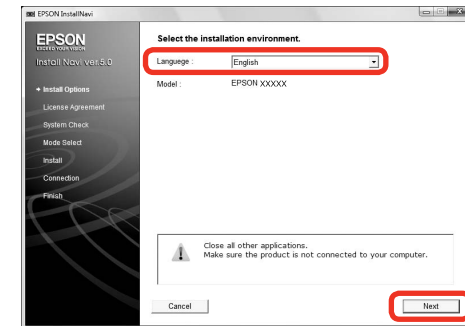 EPSON InstallNavi
EPSON
EXCEED YOUR VISION
Install Navi ver.5.0
Install Options
License Agreement
System Check
Mode Select
Install
Connection
Finish
Select the installation environment.
Languege :
English
Model :
EPSON XXXXX
Close all other applications.
Make sure the product is not connected to your computer.
Cancel
Next